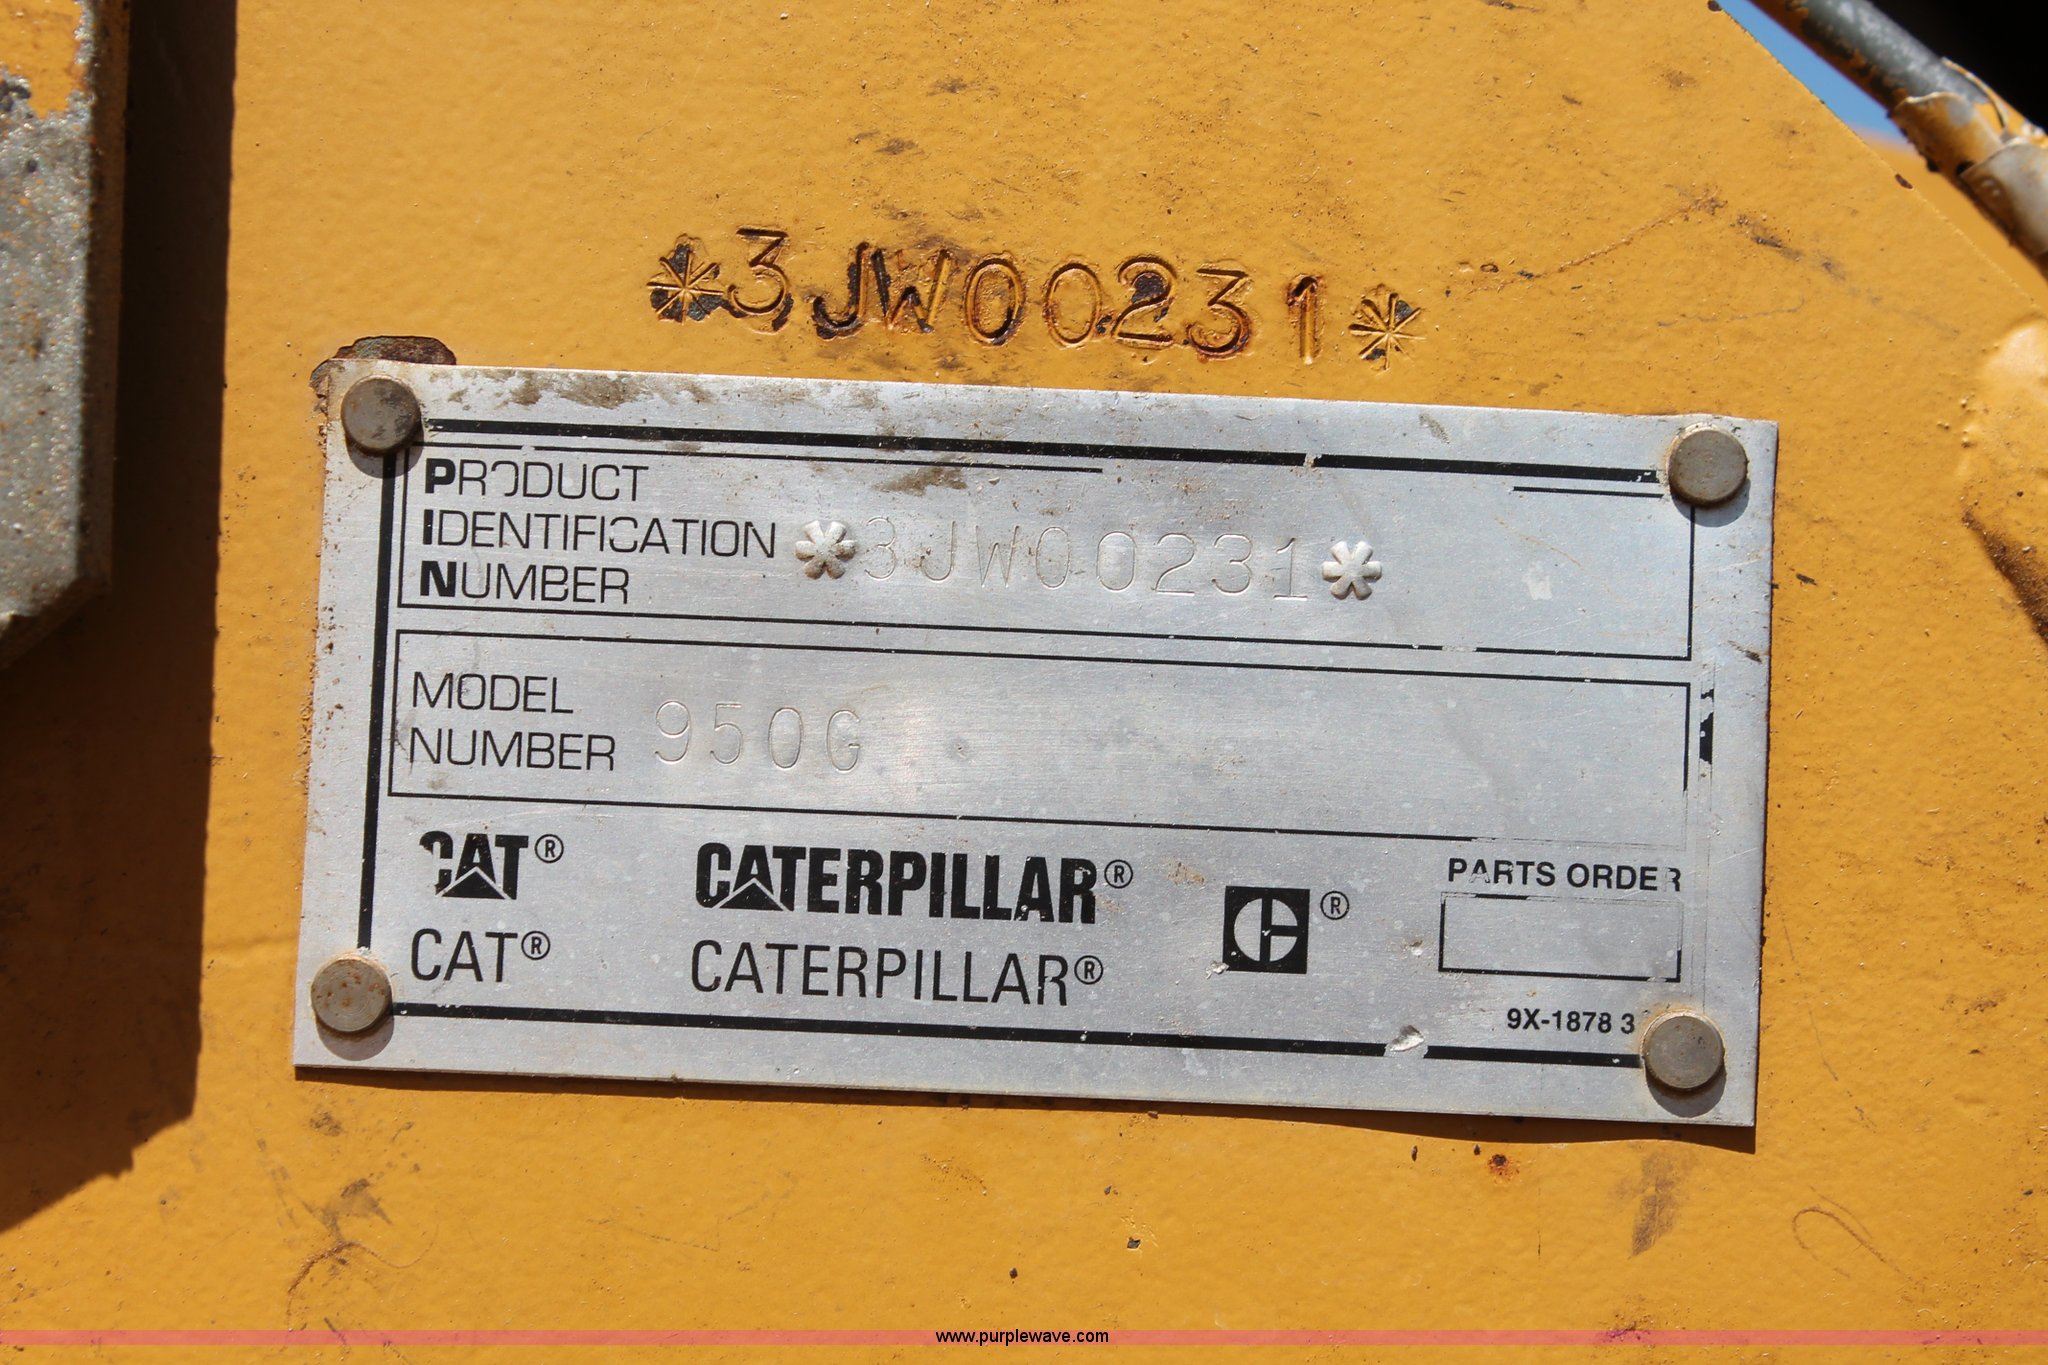 *3JW00231*
PRODUCT
IDENTIFICATION
NUMBER
*3JW00231*
MODEL
NUMBER
950G
CAT® CATERPILLAR® ® PARTS ORDER
CAT® CATERPILLAR®
9X-1878 3
www.purplewave.com